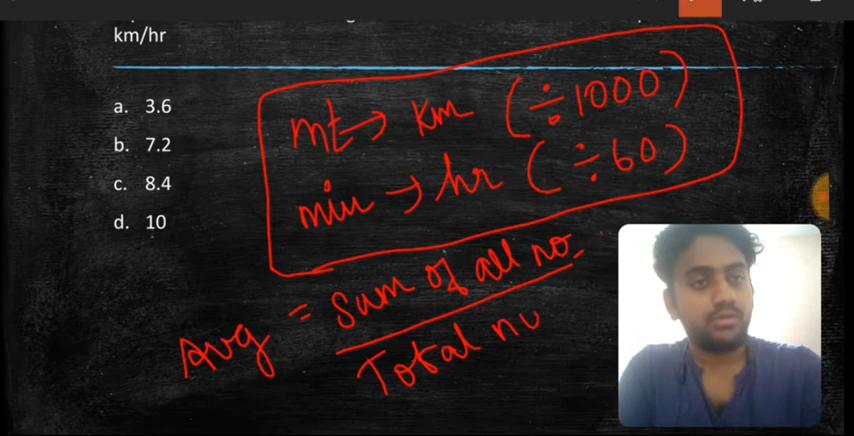 km/hr
a. 3.6
b. 7.2
c. 8.4
d. 10
mt → km (÷1000)
min → hr (÷60)
Avg = Sum of all no.
Total nu